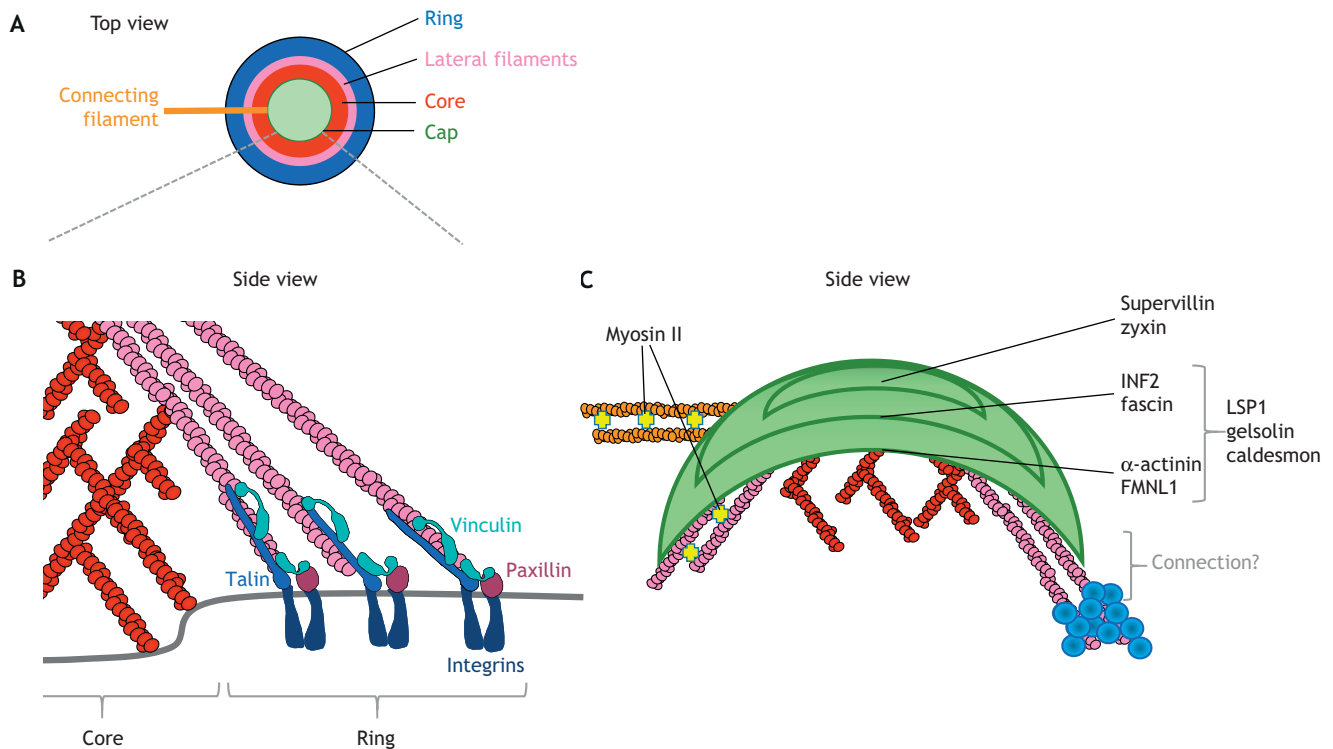 A
Top view
Ring
Lateral filaments
Connecting
filament
Core
Cap
B
Side view
Vinculin
Talin
Paxillin
Integrins
Core
Ring
C
Side view
Myosin II
Supervillin
zyxin
INF2
fascin
LSP1
gelsolin
caldesmon
α-actinin
FMNL1
Connection?